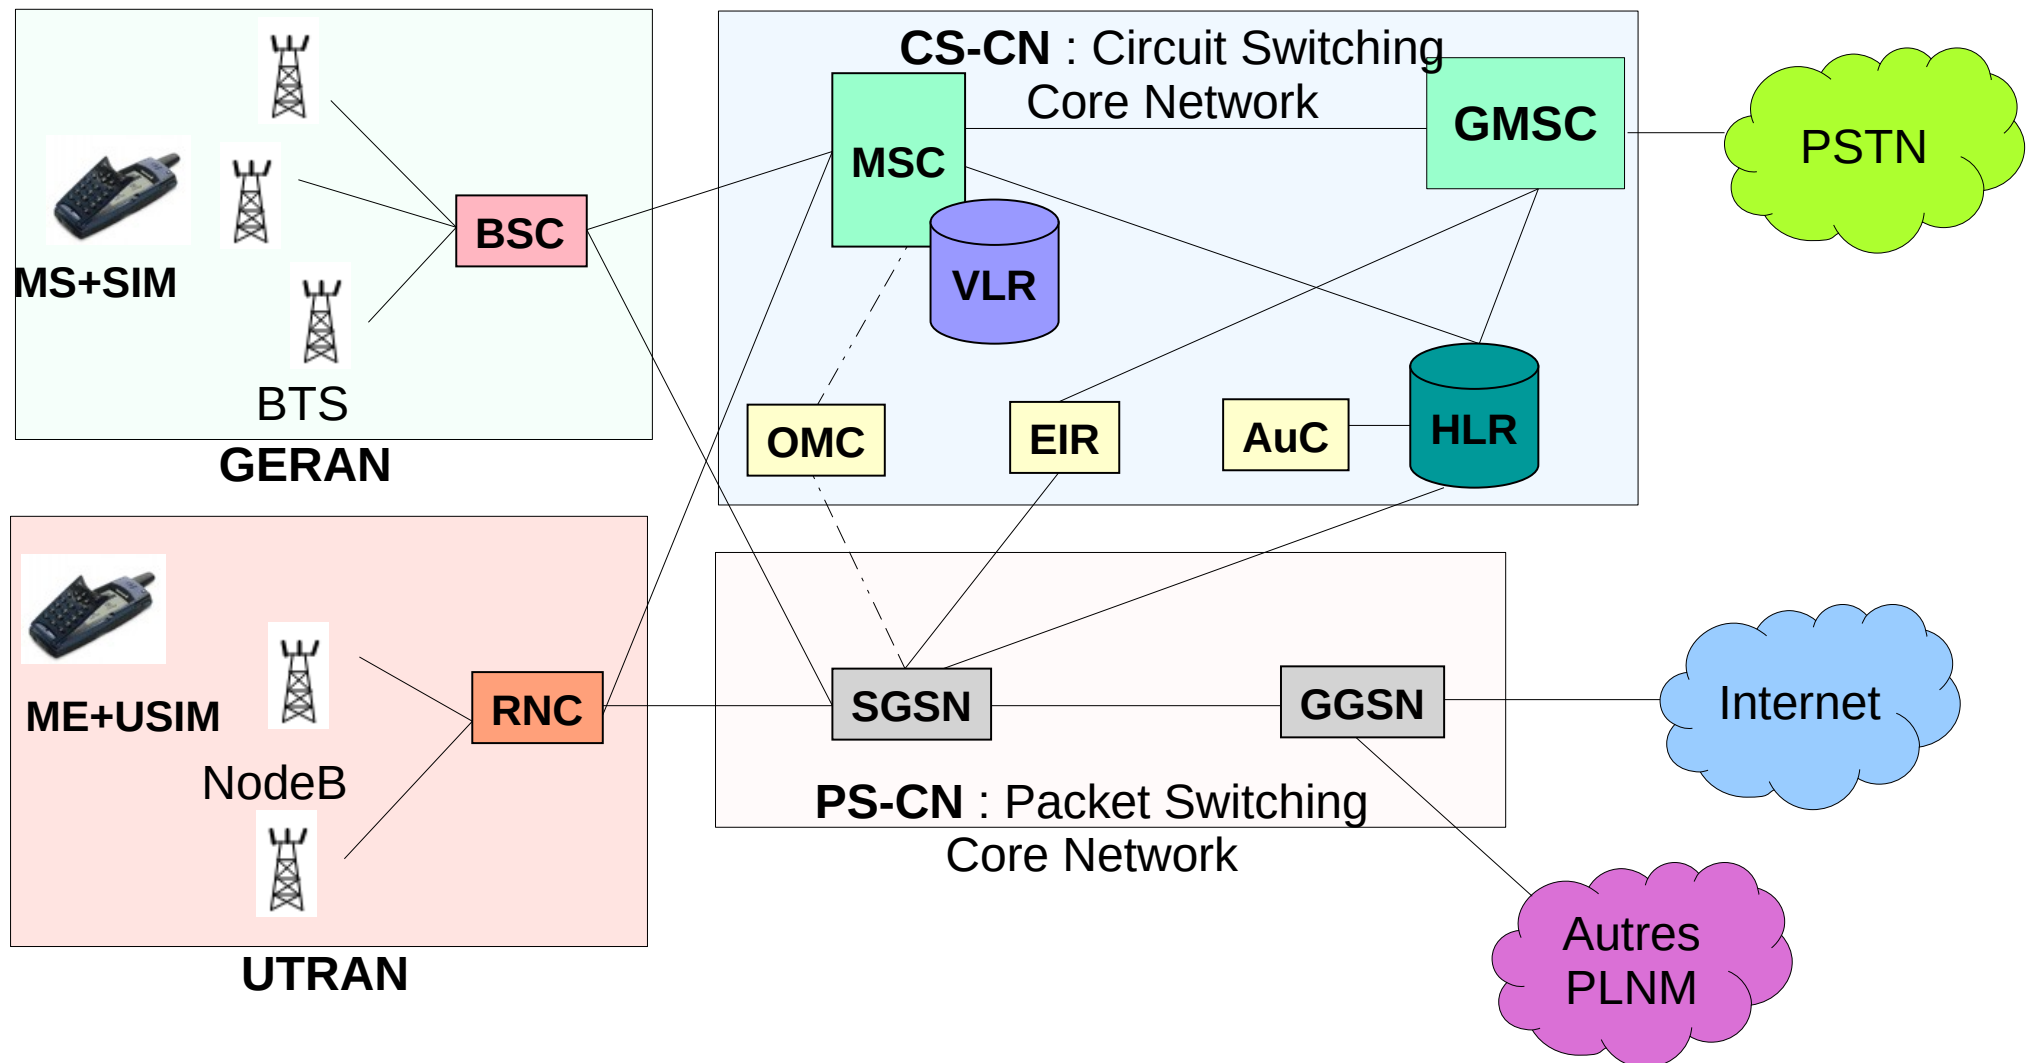 CS-CN : Circuit Switching
Core Network
GMSC
PSTN
MSC
BSC
VLR
MS+SIM
BTS
OMC
EIR
AuC
HLR
GERAN
ME+USIM
RNC
SGSN
GGSN
Internet
NodeB
PS-CN : Packet Switching
Core Network
Autres
PLNM
UTRAN